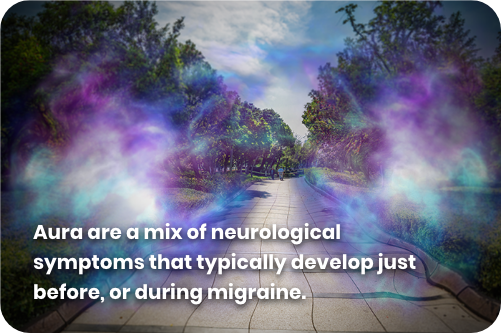 Aura are a mix of neurological
symptoms that typically develop just
before, or during migraine.